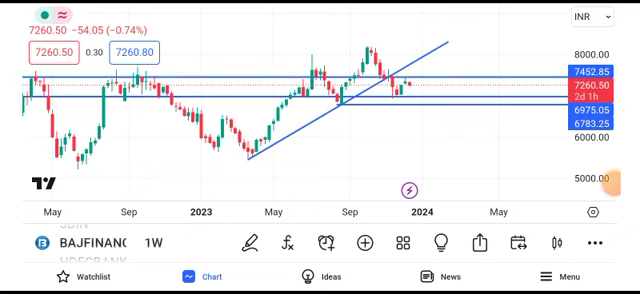 INR
7260.50 −54.05 (−0.74%)
7260.50 0.30 7260.80
8000.00
7452.85
7260.50
2d 1h
6975.05
6783.25
6000.00
5000.00
May Sep 2023 May Sep 2024 May
BAJFINANC 1W
HDFCBANK
Watchlist Chart Ideas News Menu